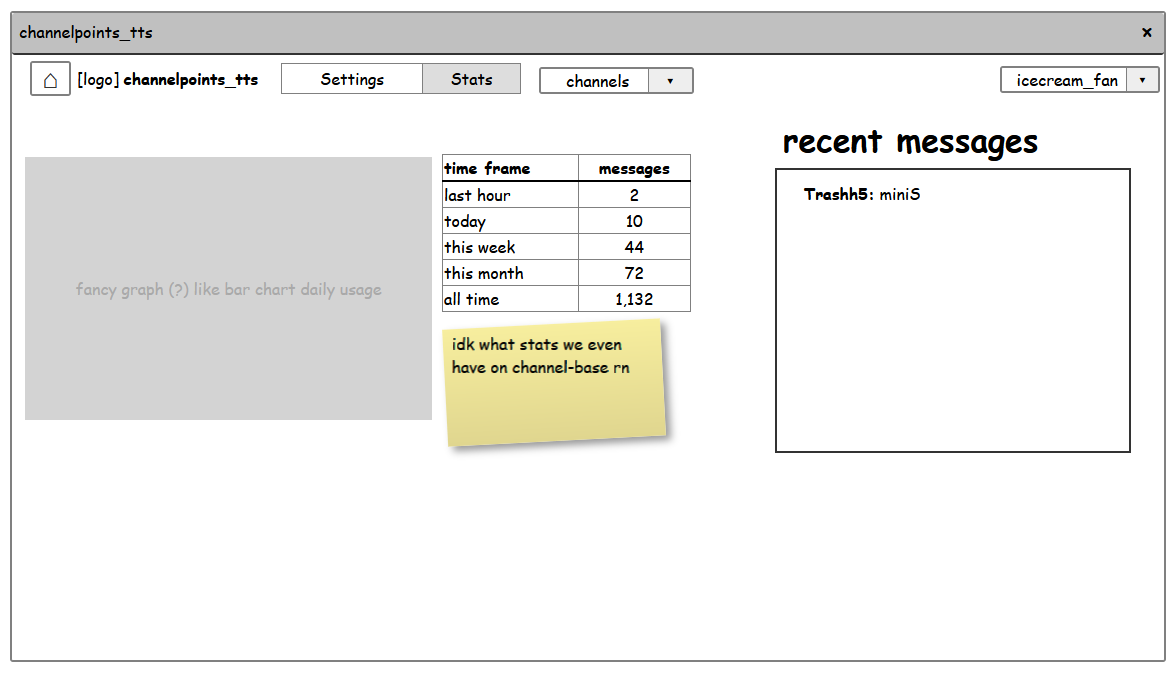 channelpoints_tts
[logo] channelpoints_tts
Settings
Stats
channels
icecream_fan
fancy graph (?) like bar chart daily usage
time frame messages
last hour 2
today 10
this week 44
this month 72
all time 1,132
idk what stats we even
have on channel-base rn
recent messages
Trashh5: miniS